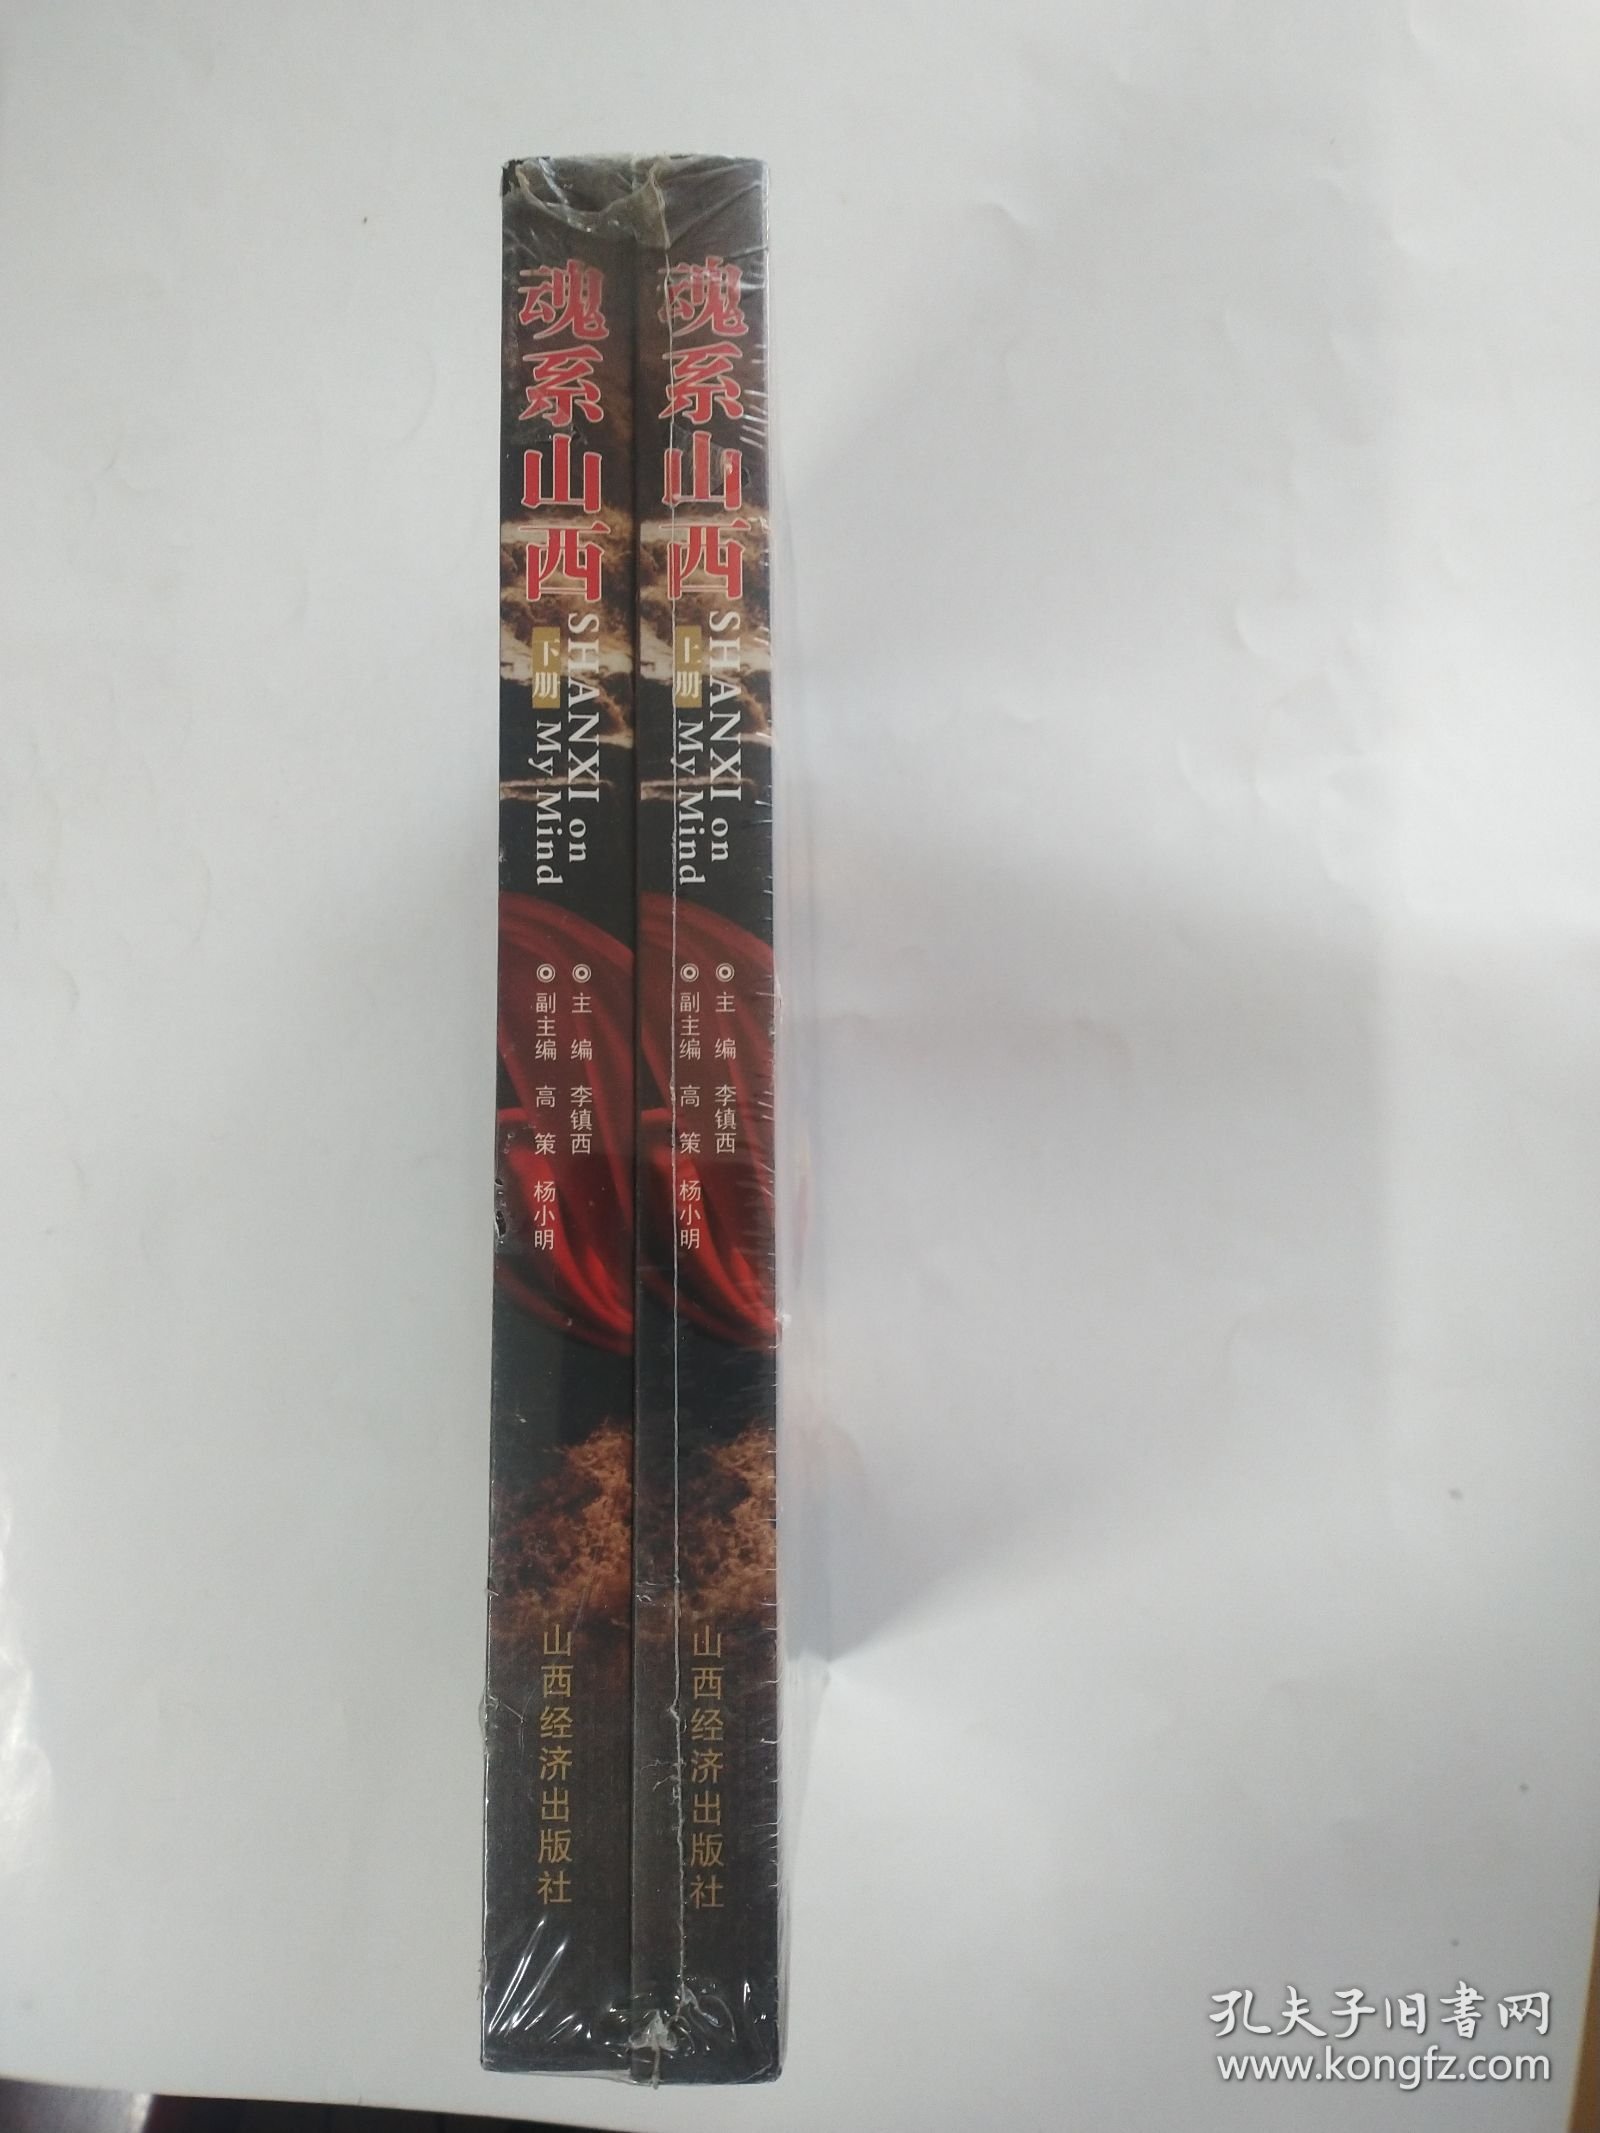 魂系山西
SHANXI on
My Mind
下册
◎主 编 李镇西
◎副主编 高 策 杨小明
山西经济出版社
魂系山西
SHANXI on
My Mind
上册
◎主 编 李镇西
◎副主编 高 策 杨小明
山西经济出版社
孔夫子旧书网
www.kongfz.com